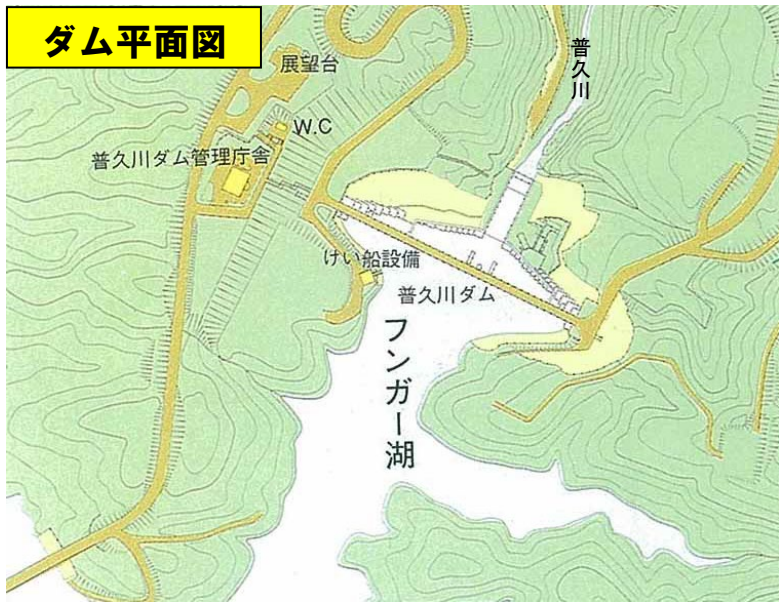 ダム平面図
展望台
普久川
W.C
普久川ダム管理庁舎
けい船設備
普久川ダム
フンガー湖